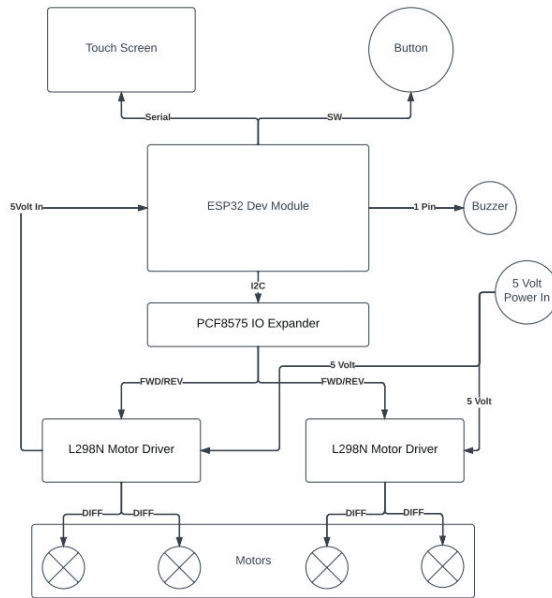 Touch Screen
Button
Serial
SW
5Volt In
ESP32 Dev Module
1 Pin
Buzzer
I2C
5 Volt
Power In
PCF8575 IO Expander
5 Volt
FWD/REV
FWD/REV
5 Volt
L298N Motor Driver
L298N Motor Driver
DIFF
DIFF
DIFF
DIFF
Motors